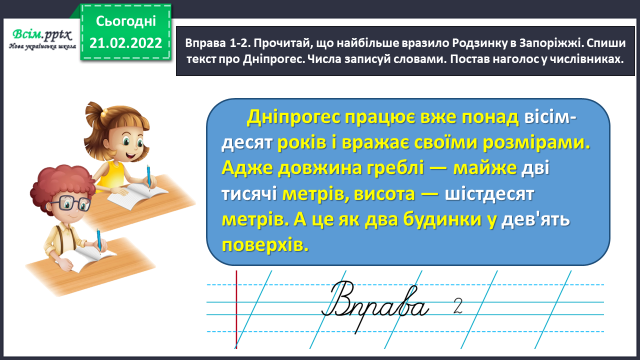 Всім.pptx
Нова українська школа
Сьогодні
21.02.2022
Вправа 1-2. Прочитай, що найбільше вразило Родзинку в Запоріжжі. Спиши
текст про Дніпрогес. Числа записуй словами. Постав наголос у числівниках.
Дніпрогес працює вже понад вісім-
десят років і вражає своїми розмірами.
Адже довжина греблі — майже дві
тисячі метрів, висота — шістдесят
метрів. А це як два будинки у дев'ять
поверхів.
Вправа 2